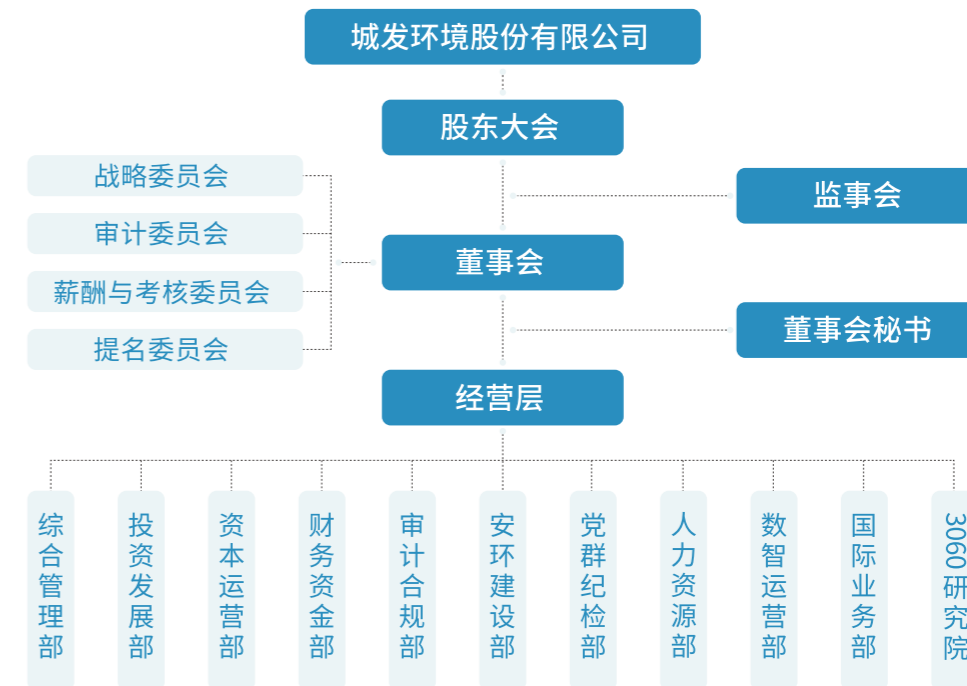 城发环境股份有限公司
股东大会
战略委员会
监事会
审计委员会
董事会
薪酬与考核委员会
董事会秘书
提名委员会
经营层
综合管理部
投资发展部
资本运营部
财务资金部
审计合规部
安环建设部
党群纪检部
人力资源部
数智运营部
国际业务部
3060研究院